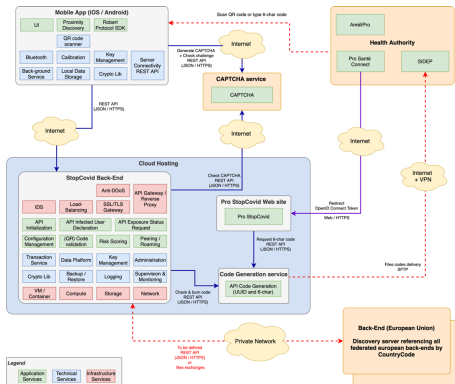 Mobile App (iOS / Android)
UI
Proximity
Discovery
Robert
Protocol SDK
QR code
scanner
Bluetooth
Calibration
Key
Management
Server
Connectivity
REST API
Back-ground
Service
Local Data
Storage
Crypto Lib
Scan QR code or type 6-char code
Generate CAPTCHA
+ Check challenge
REST API
(JSON / HTTPS)
Internet
CAPTCHA service
CAPTCHA
AméliPro
Health Authority
Pro Santé
Connect
SIDEP
REST API
(JSON / HTTPS)
Internet
Internet
Internet
Internet
+ VPN
Cloud Hosting
StopCovid Back-End
Anti-DDoS
API Gateway /
Reverse
Proxy
IDS
Load-
Balancing
SSL/TLS
Gateway
API
Initialization
API Infected User
Declaration
API Exposure Status
Request
Configuration
Management
(QR) Code
validation
Risk Scoring
Peering /
Roaming
Transaction
Service
Data Platform
Key
Management
Administration
Crypto Lib
Backup /
Restore
Logging
Supervision &
Monitoring
VM /
Container
Compute
Storage
Network
Check CAPTCHA
REST API
(JSON / HTTPS)
Pro StopCovid Web site
Pro StopCovid
Redirect
OpenID Connect Token
Web / HTTPS
Request 6-char code
REST API
(JSON / HTTPS)
Code Generation service
API Code Generation
(UUID and 6-char)
Check & burn code
REST API
(JSON / HTTPS)
Files codes delivery
SFTP
To be defined
REST API
(JSON / HTTPS)
or
files exchanges
Private Network
Back-End (European Union)
Discovery server referencing all
federated european back-ends by
CountryCode
Legend
Application
Services
Technical
Services
Infrastructure
Services